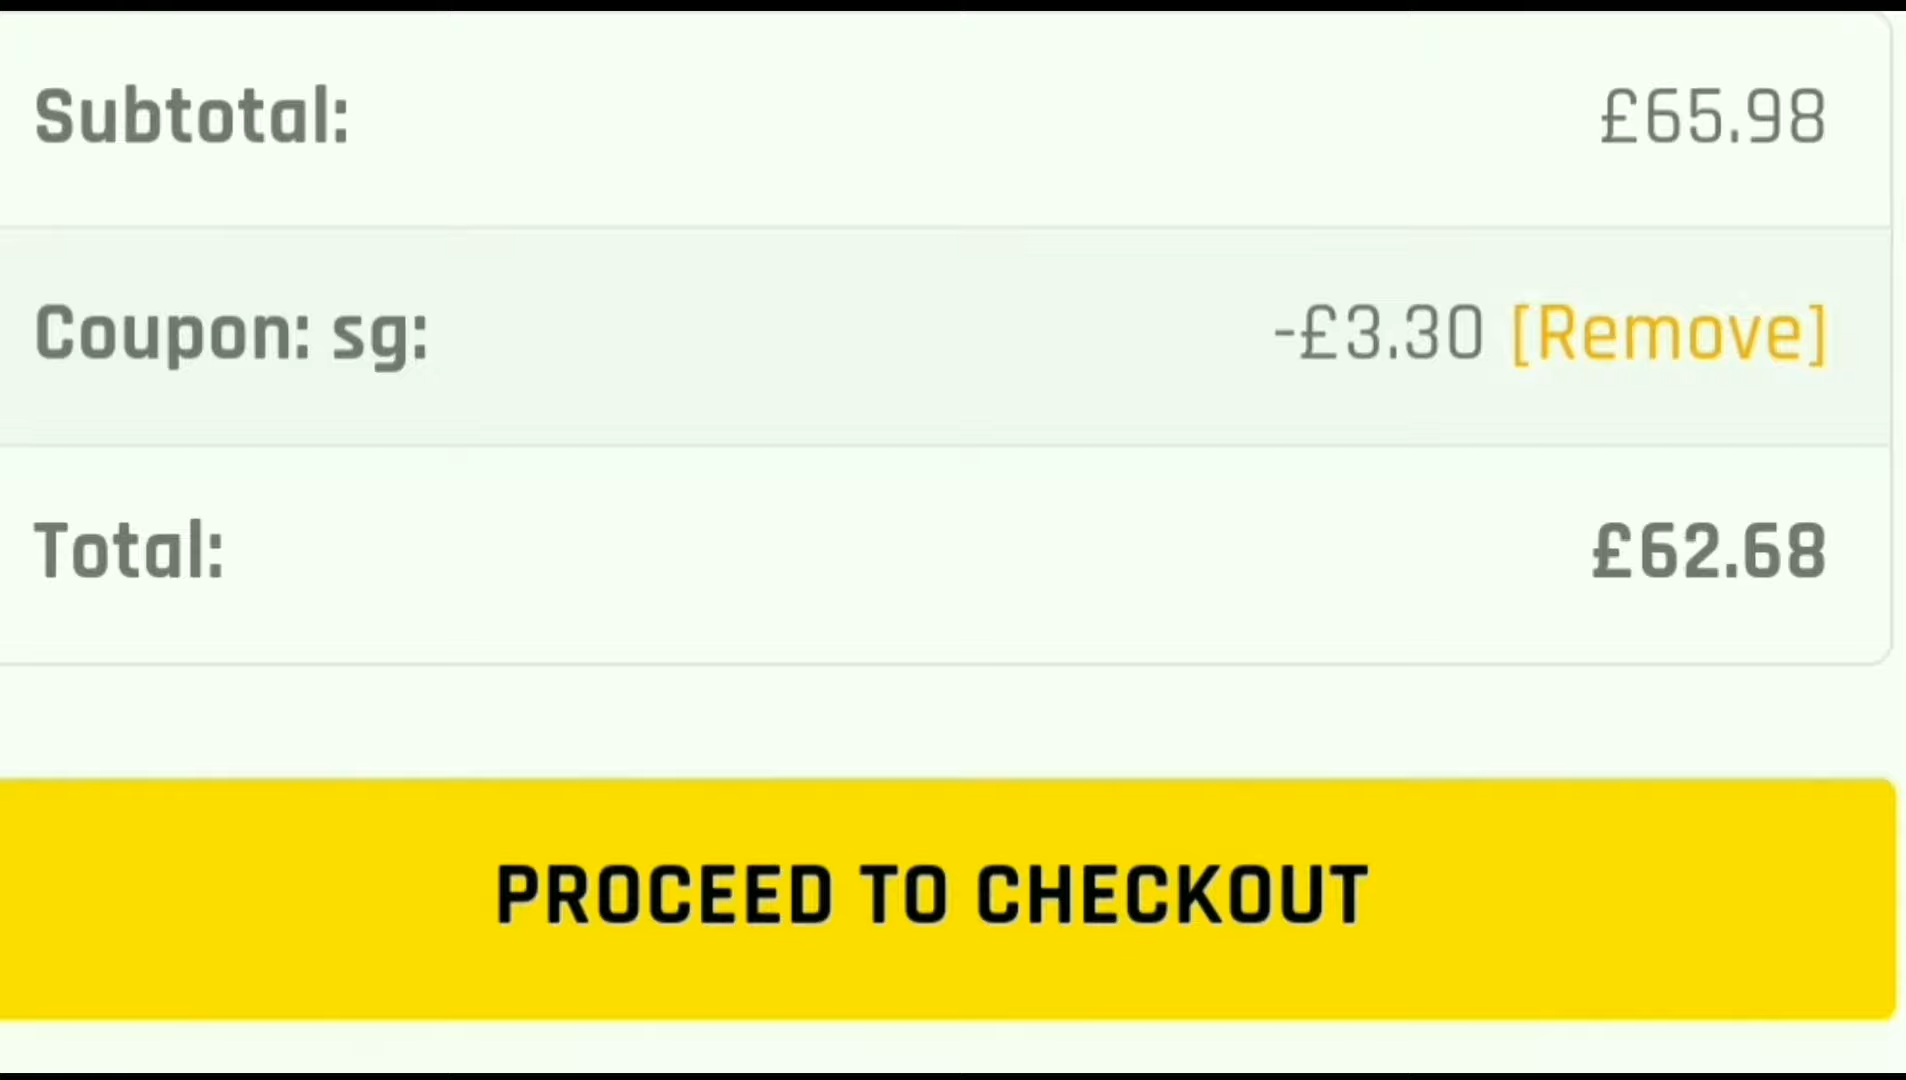 Subtotal: £65.98
Coupon: sg: -£3.30 [Remove]
Total: £62.68
PROCEED TO CHECKOUT